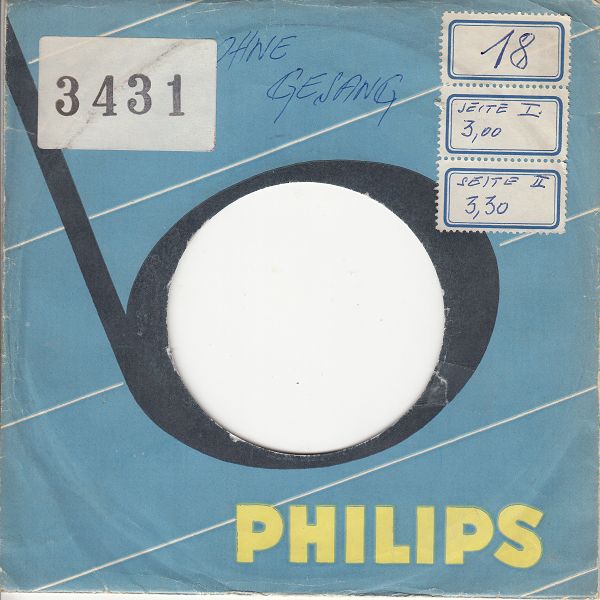 3431
OHNE
GESANG
18
SEITE I.
3,00
SEITE II
3,30
PHILIPS